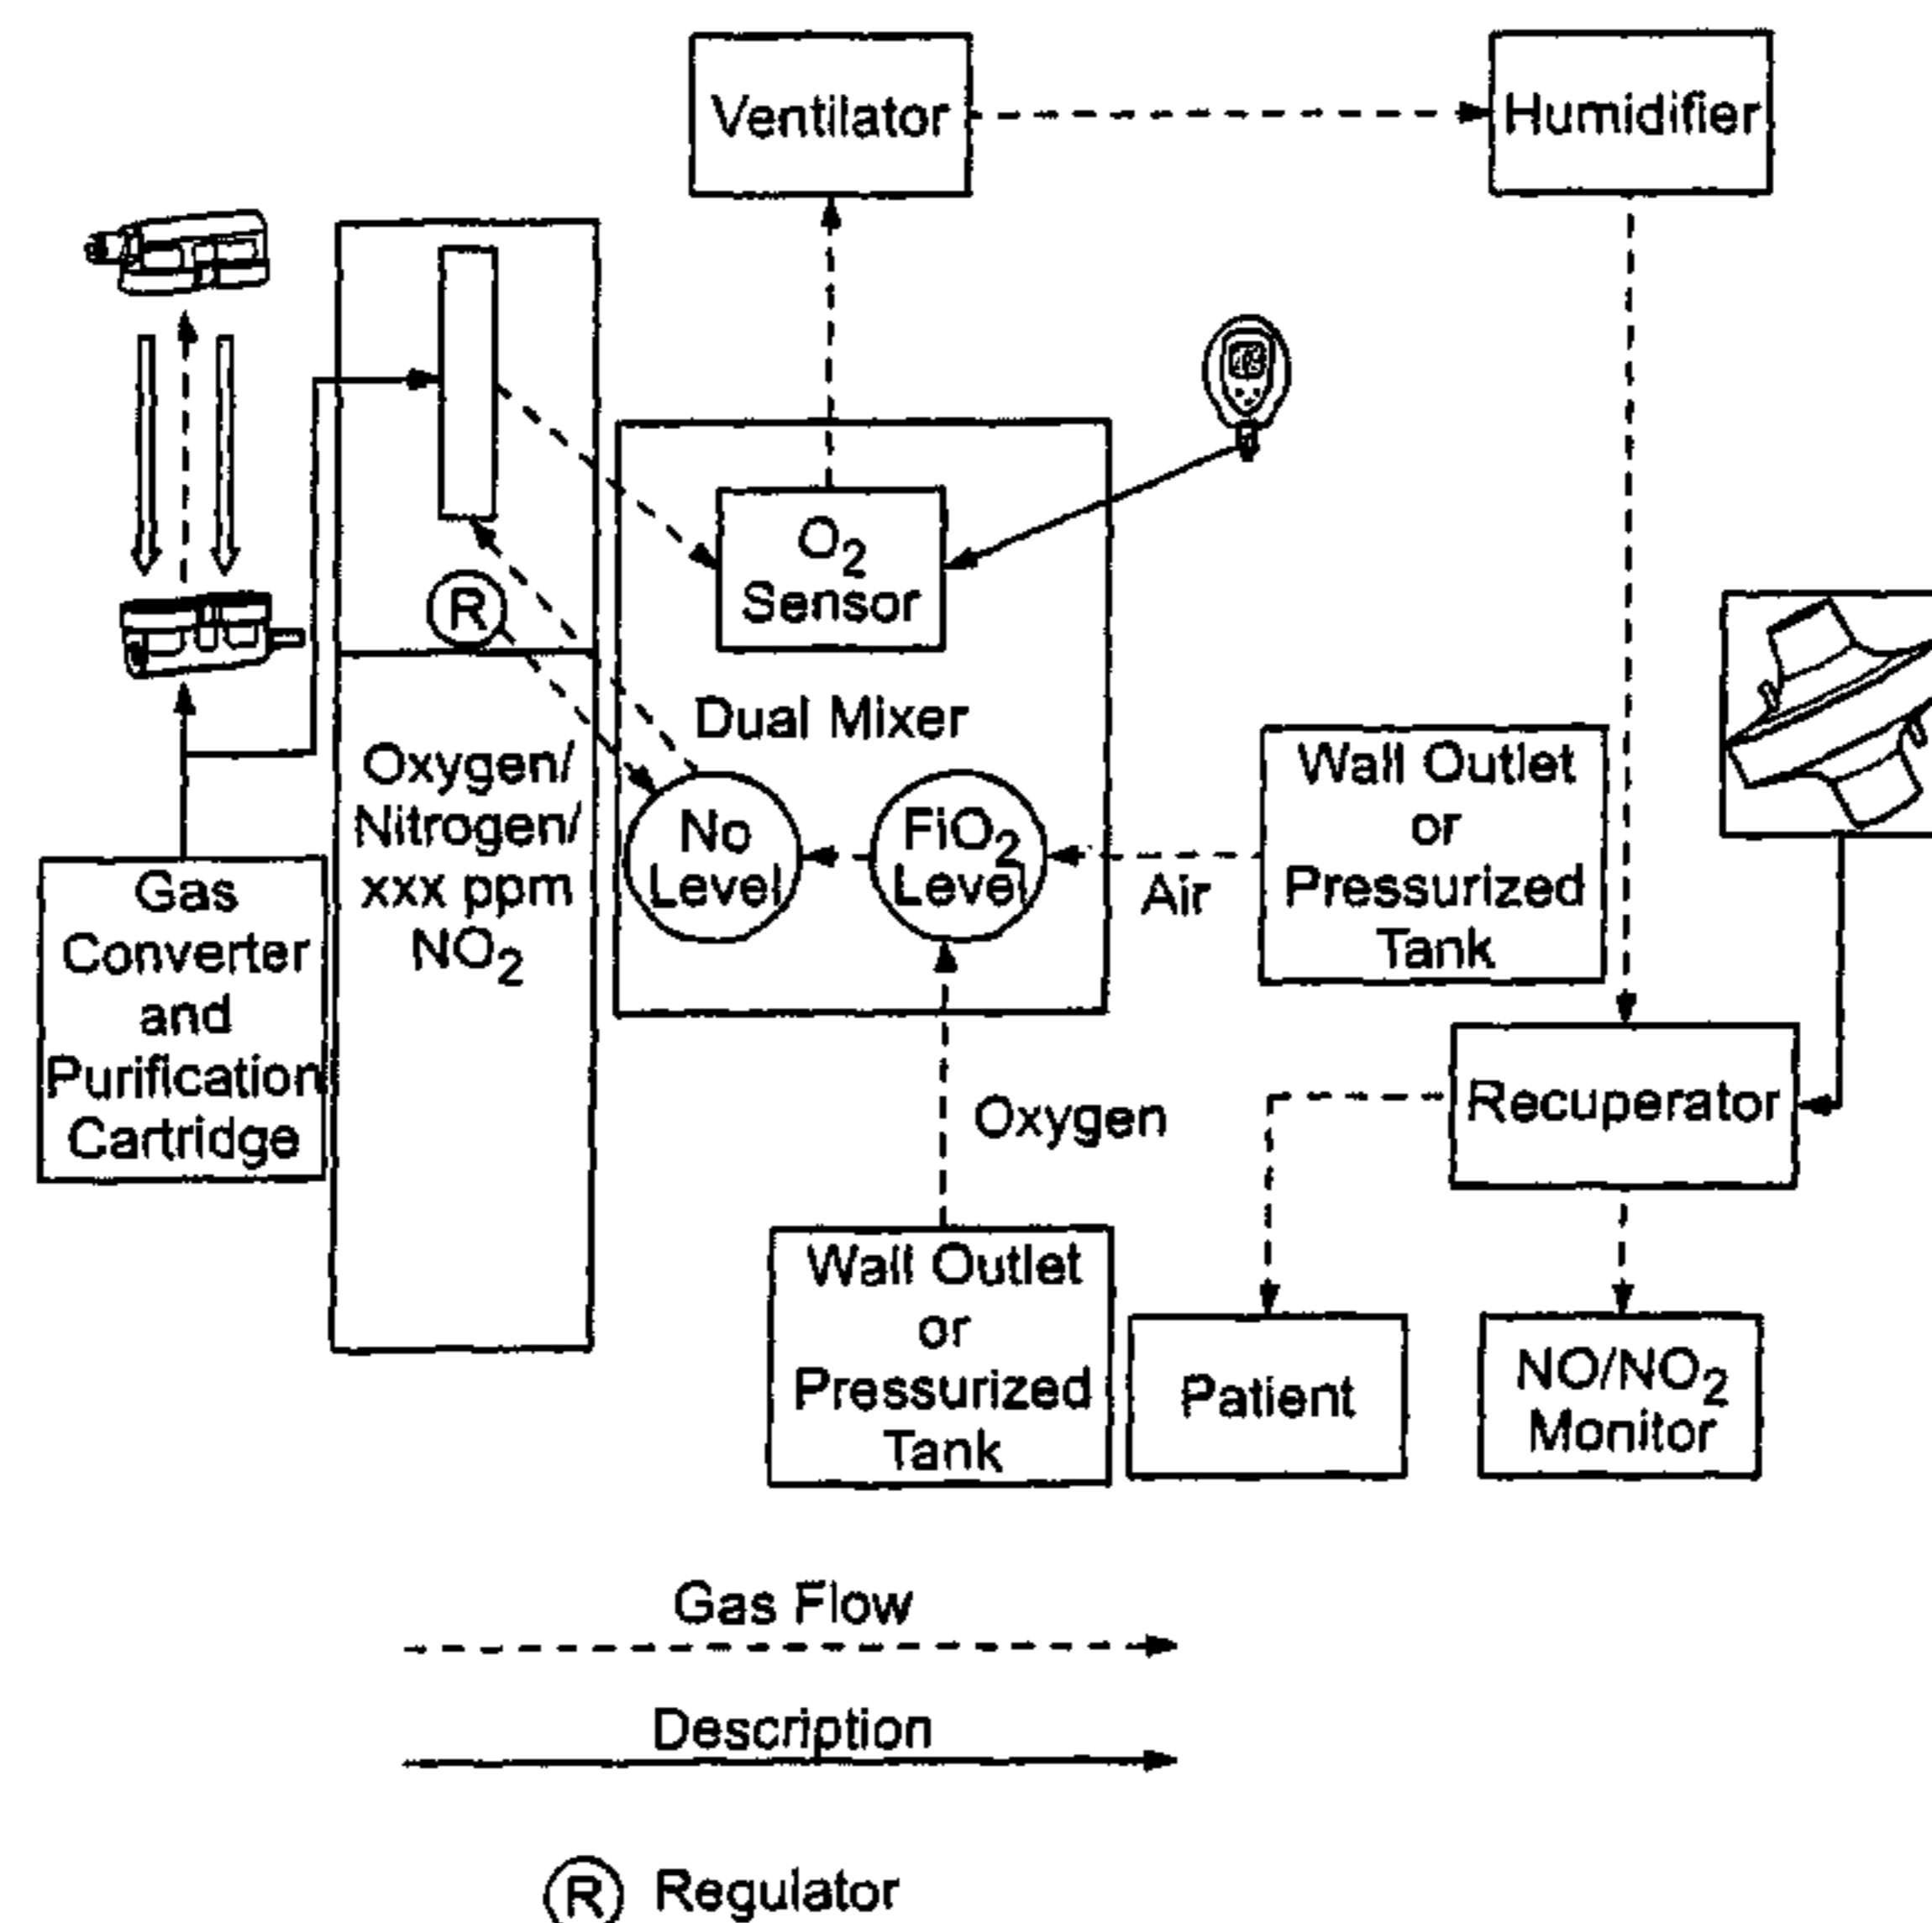 Ventilator
Humidifier
O2
Sensor
R
Dual Mixer
Oxygen/
Nitrogen/
xxx ppm
NO2
No
Level
FiO2
Level
Air
Wall Outlet
or
Pressurized
Tank
Gas
Converter
and
Purification
Cartridge
Oxygen
Recuperator
Wall Outlet
or
Pressurized
Tank
Patient
NO/NO2
Monitor
Gas Flow
Description
R Regulator